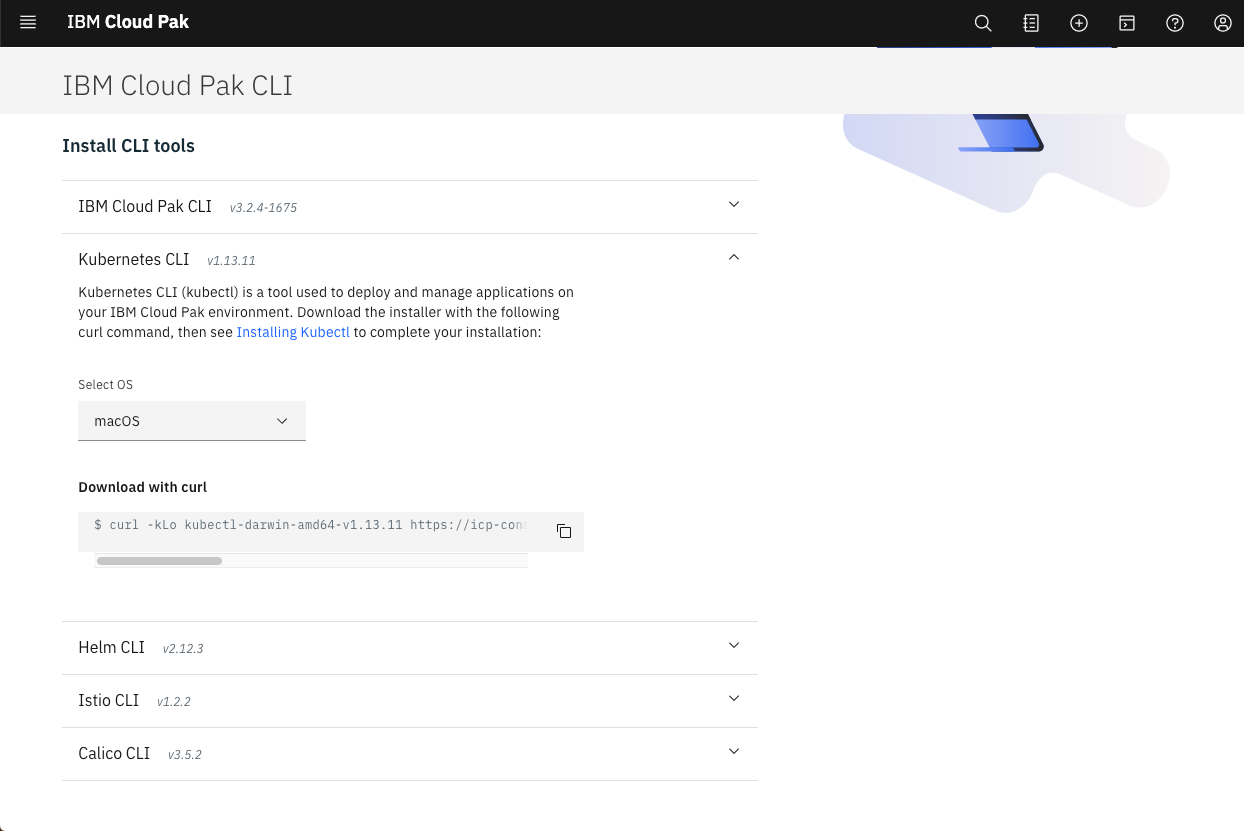 IBM Cloud Pak
IBM Cloud Pak CLI
Install CLI tools
IBM Cloud Pak CLI v3.2.4-1675
Kubernetes CLI v1.13.11
Kubernetes CLI (kubectl) is a tool used to deploy and manage applications on
your IBM Cloud Pak environment. Download the installer with the following
curl command, then see Installing Kubectl to complete your installation:
Select OS
macOS
Download with curl
$ curl -kLo kubectl-darwin-amd64-v1.13.11 https://icp-cons
Helm CLI v2.12.3
Istio CLI v1.2.2
Calico CLI v3.5.2